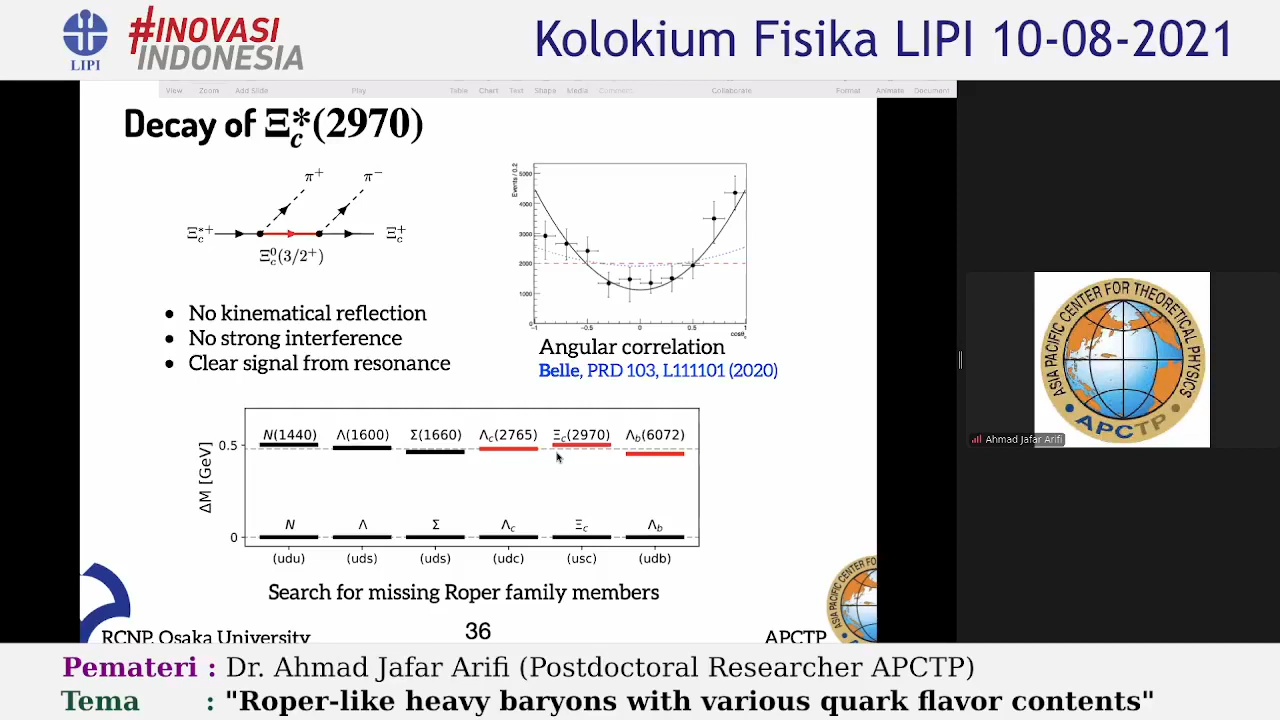 LIPI
#INOVASI
INDONESIA
Kolokium Fisika LIPI 10-08-2021
View Zoom Add Slide Play Table Chart Text Shape Media Comment Collaborate Format Animate Document
Decay of Ξc*(2970)
π+ π−
Ξc*+ Ξc+
Ξc0(3/2+)
• No kinematical reflection
• No strong interference
• Clear signal from resonance
Events / 0.2
5000
4000
3000
2000
1000
0
−1 −0.5 0 0.5 1
Angular correlation
Belle, PRD 103, L111101 (2020)
ΔM [GeV]
0.5
0
N(1440) Λ(1600) Σ(1660) Λc(2765) Ξc(2970) Λb(6072)
N Λ Σ Λc Ξc Λb
(udu) (uds) (uds) (udc) (usc) (udb)
Search for missing Roper family members
RCNP, Osaka University 36 APCTP
ASIA PACIFIC CENTER FOR THEORETICAL PHYSICS
APCTP
Ahmad Jafar Arifi
Pemateri : Dr. Ahmad Jafar Arifi (Postdoctoral Researcher APCTP)
Tema : "Roper-like heavy baryons with various quark flavor contents"